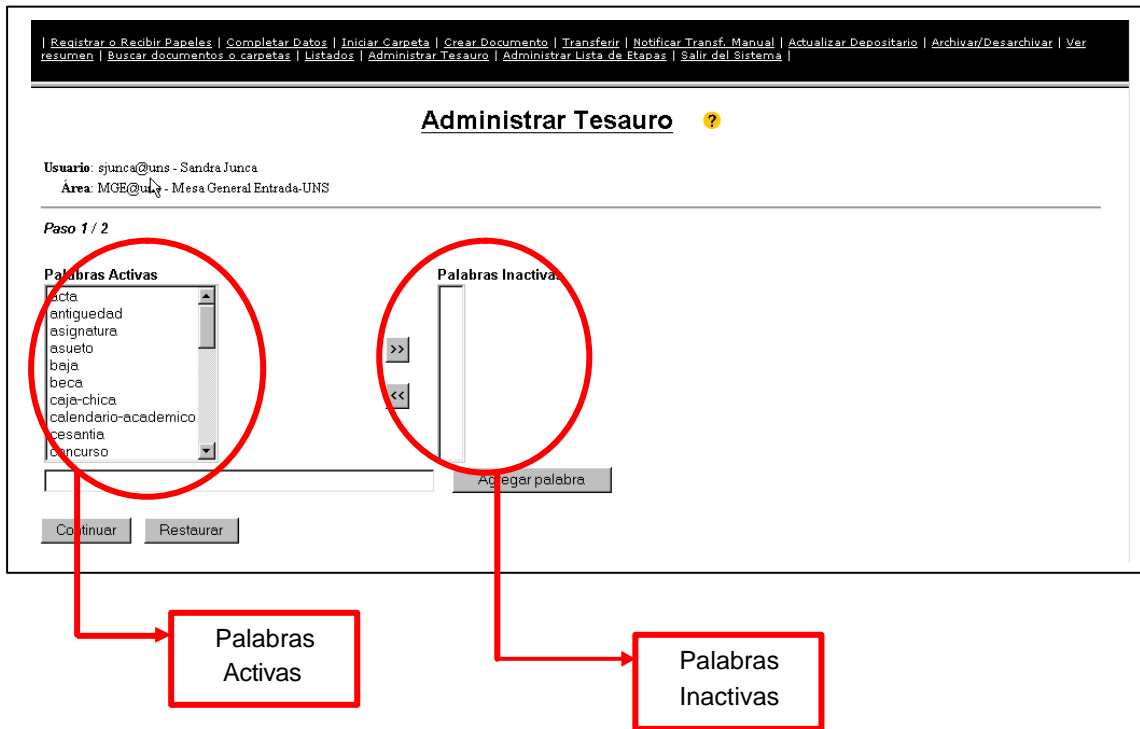 | Registrar o Recibir Papeles | Completar Datos | Iniciar Carpeta | Crear Documento | Transferir | Notificar Transf. Manual | Actualizar Depositario | Archivar/Desarchivar | Ver
resumen | Buscar documentos o carpetas | Listados | Administrar Tesauro | Administrar Lista de Etapas | Salir del Sistema |
Administrar Tesauro ?
Usuario: sjunca@uns - Sandra Junca
Área: MGE@uns - Mesa General Entrada-UNS
Paso 1 / 2
Palabras Activas
Palabras Inactivas
acta
antiguedad
asignatura
asueto
baja
beca
caja-chica
calendario-academico
cesantia
concurso
>>
<<
Agregar palabra
Continuar Restaurar
Palabras
Activas
Palabras
Inactivas